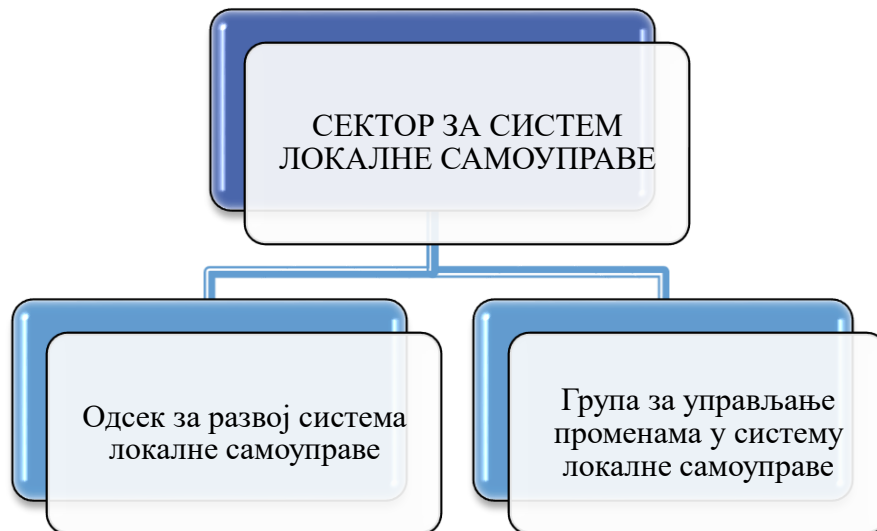 СЕКТОР ЗА СИСТЕМ
ЛОКАЛНЕ САМОУПРАВЕ
Одсек за развој система
локалне самоуправе
Група за управљање
променама у систему
локалне самоуправе